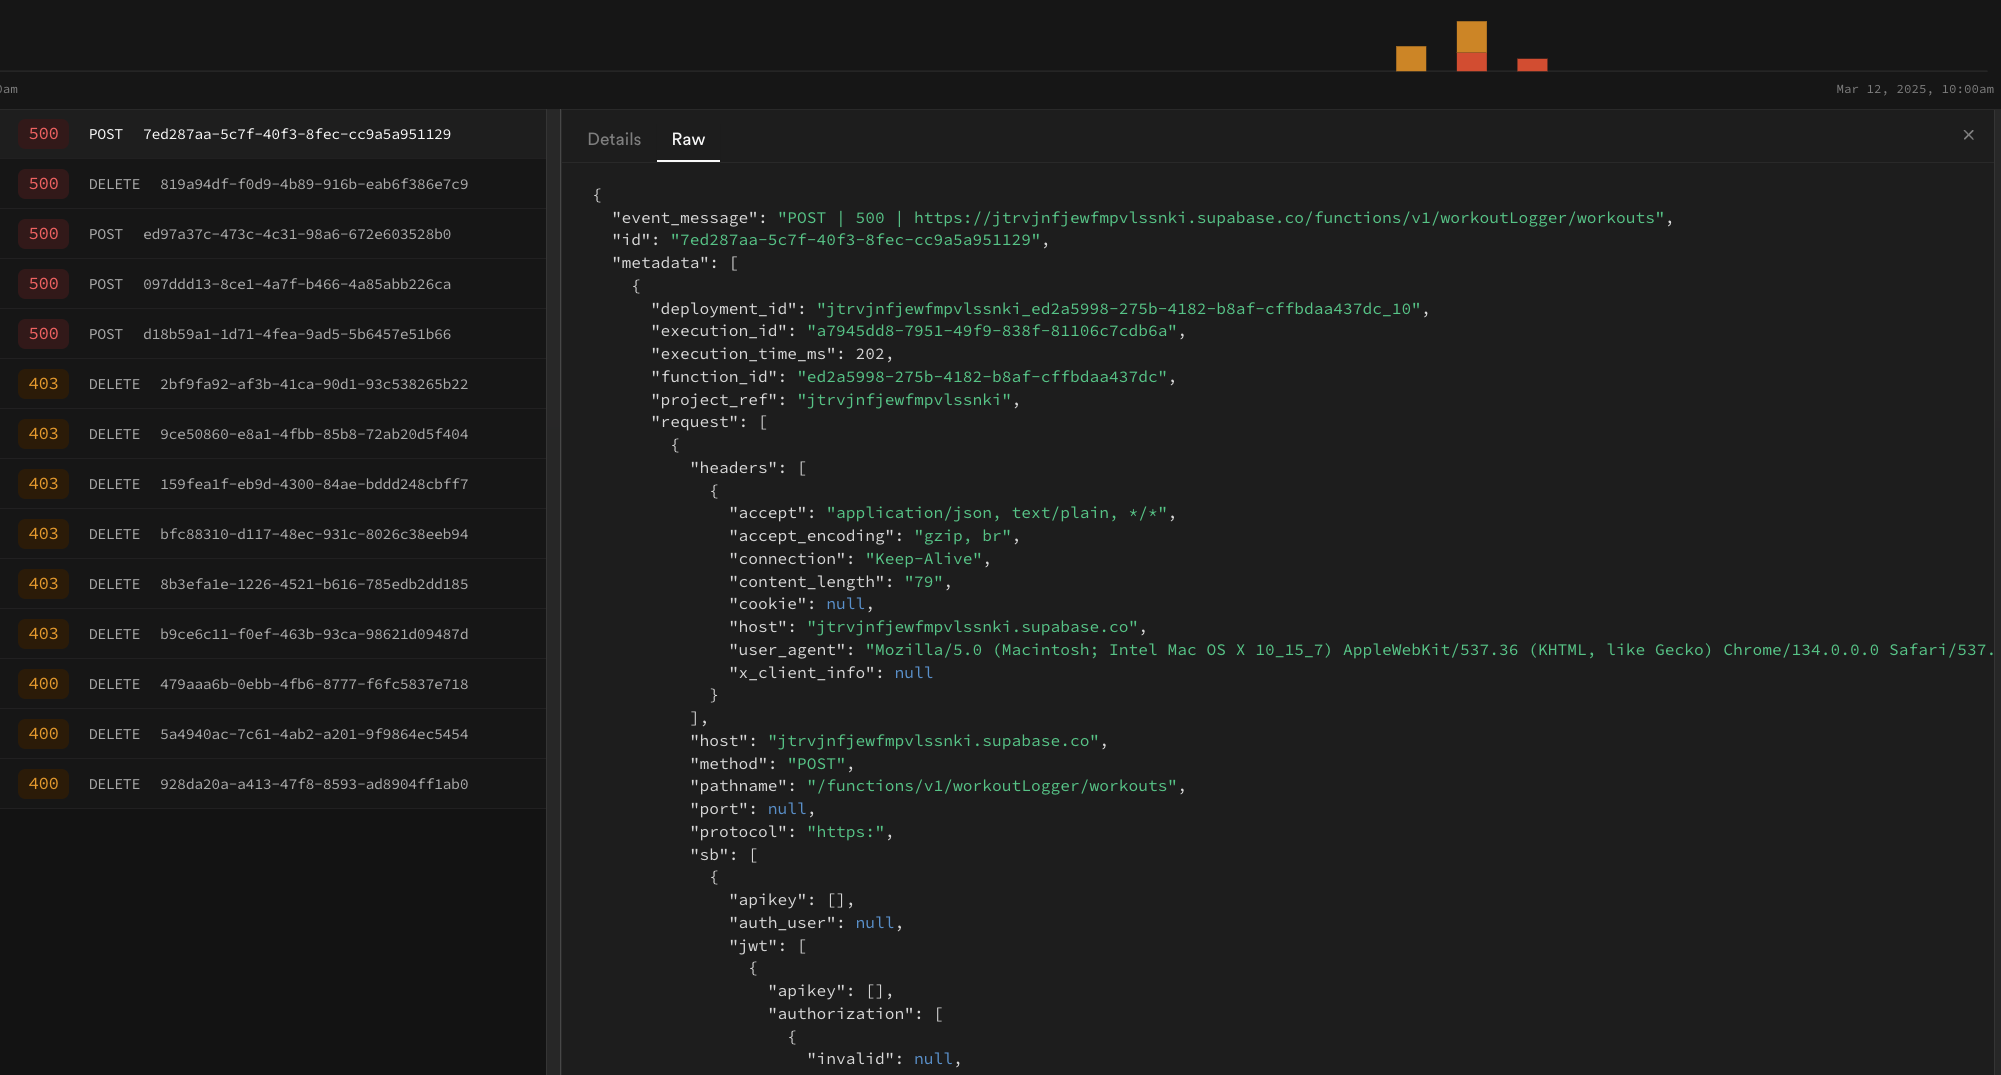 0am
Mar 12, 2025, 10:00am
500 POST 7ed287aa-5c7f-40f3-8fec-cc9a5a951129
500 DELETE 819a94df-f0d9-4b89-916b-eab6f386e7c9
500 POST ed97a37c-473c-4c31-98a6-672e603528b0
500 POST 097ddd13-8ce1-4a7f-b466-4a85abb226ca
500 POST d18b59a1-1d71-4fea-9ad5-5b6457e51b66
403 DELETE 2bf9fa92-af3b-41ca-90d1-93c538265b22
403 DELETE 9ce50860-e8a1-4fbb-85b8-72ab20d5f404
403 DELETE 159fea1f-eb9d-4300-84ae-bddd248cbff7
403 DELETE bfc88310-d117-48ec-931c-8026c38eeb94
403 DELETE 8b3efa1e-1226-4521-b616-785edb2dd185
403 DELETE b9ce6c11-f0ef-463b-93ca-98621d09487d
400 DELETE 479aaa6b-0ebb-4fb6-8777-f6fc5837e718
400 DELETE 5a4940ac-7c61-4ab2-a201-9f9864ec5454
400 DELETE 928da20a-a413-47f8-8593-ad8904ff1ab0
Details Raw
{
"event_message": "POST | 500 | https://jtrvjnfjewfmpvlssnki.supabase.co/functions/v1/workoutLogger/workouts",
"id": "7ed287aa-5c7f-40f3-8fec-cc9a5a951129",
"metadata": [
{
"deployment_id": "jtrvjnfjewfmpvlssnki_ed2a5998-275b-4182-b8af-cffbdaa437dc_10",
"execution_id": "a7945dd8-7951-49f9-838f-81106c7cdb6a",
"execution_time_ms": 202,
"function_id": "ed2a5998-275b-4182-b8af-cffbdaa437dc",
"project_ref": "jtrvjnfjewfmpvlssnki",
"request": [
{
"headers": [
{
"accept": "application/json, text/plain, */*",
"accept_encoding": "gzip, br",
"connection": "Keep-Alive",
"content_length": "79",
"cookie": null,
"host": "jtrvjnfjewfmpvlssnki.supabase.co",
"user_agent": "Mozilla/5.0 (Macintosh; Intel Mac OS X 10_15_7) AppleWebKit/537.36 (KHTML, like Gecko) Chrome/134.0.0.0 Safari/537.
"x_client_info": null
}
],
"host": "jtrvjnfjewfmpvlssnki.supabase.co",
"method": "POST",
"pathname": "/functions/v1/workoutLogger/workouts",
"port": null,
"protocol": "https:",
"sb": [
{
"apikey": [],
"auth_user": null,
"jwt": [
{
"apikey": [],
"authorization": [
{
"invalid": null,